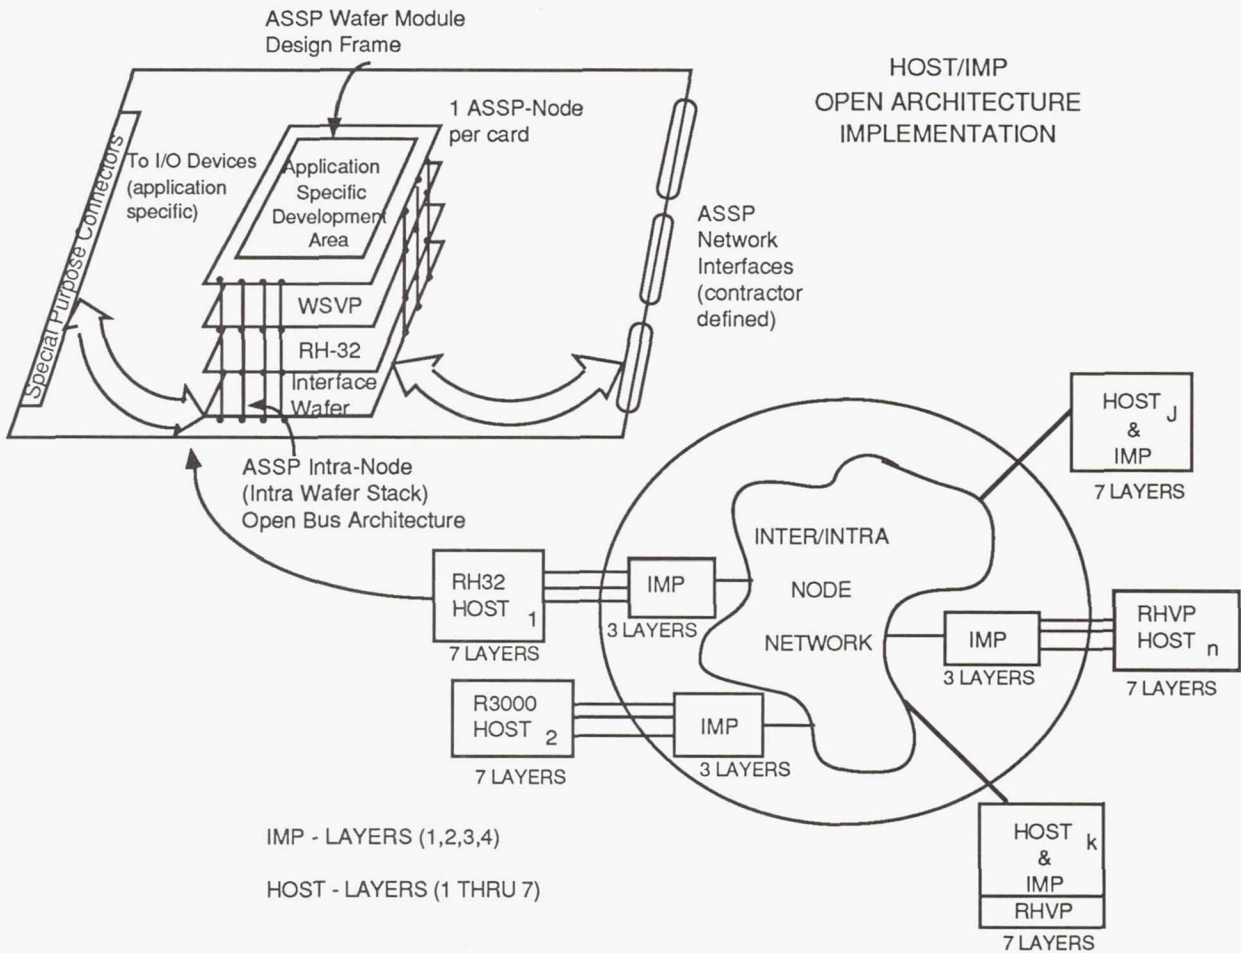 ASSP Wafer Module
Design Frame
HOST/IMP
OPEN ARCHITECTURE
IMPLEMENTATION
1 ASSP-Node
per card
Special Purpose Connectors
To I/O Devices
(application
specific)
Application
Specific
Development
Area
WSVP
RH-32
Interface
Wafer
ASSP
Network
Interfaces
(contractor
defined)
ASSP Intra-Node
(Intra Wafer Stack)
Open Bus Architecture
HOST J
&
IMP
7 LAYERS
INTER/INTRA
NODE
NETWORK
RH32
HOST 1
7 LAYERS
IMP
3 LAYERS
IMP
3 LAYERS
RHVP
HOST n
7 LAYERS
R3000
HOST 2
7 LAYERS
IMP
3 LAYERS
HOST k
&
IMP
RHVP
7 LAYERS
IMP - LAYERS (1,2,3,4)
HOST - LAYERS (1 THRU 7)